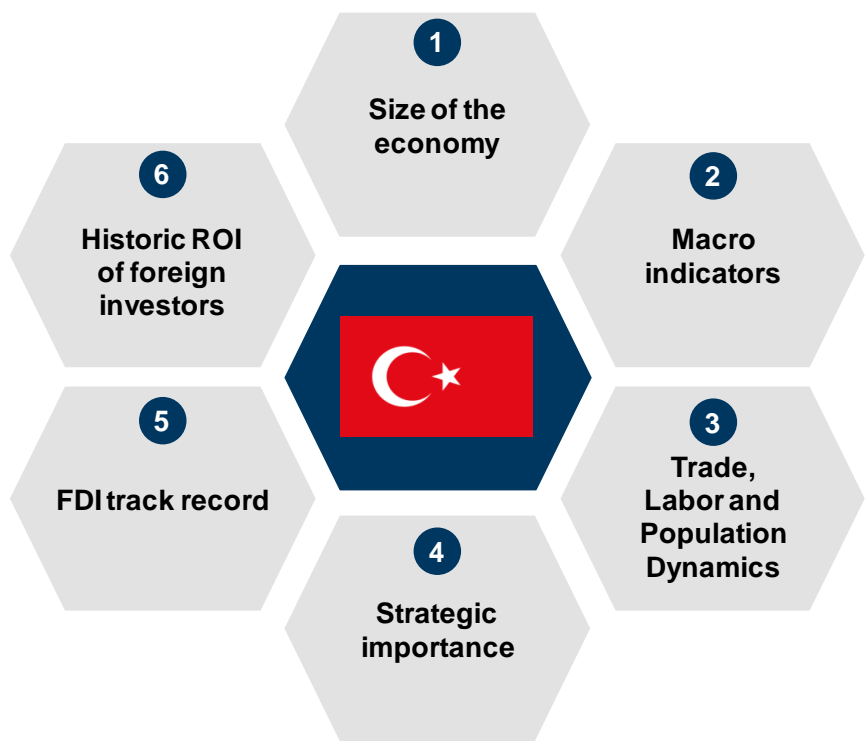 1
Size of the
economy
2
Macro
indicators
3
Trade,
Labor and
Population
Dynamics
4
Strategic
importance
5
FDI track record
6
Historic ROI
of foreign
investors